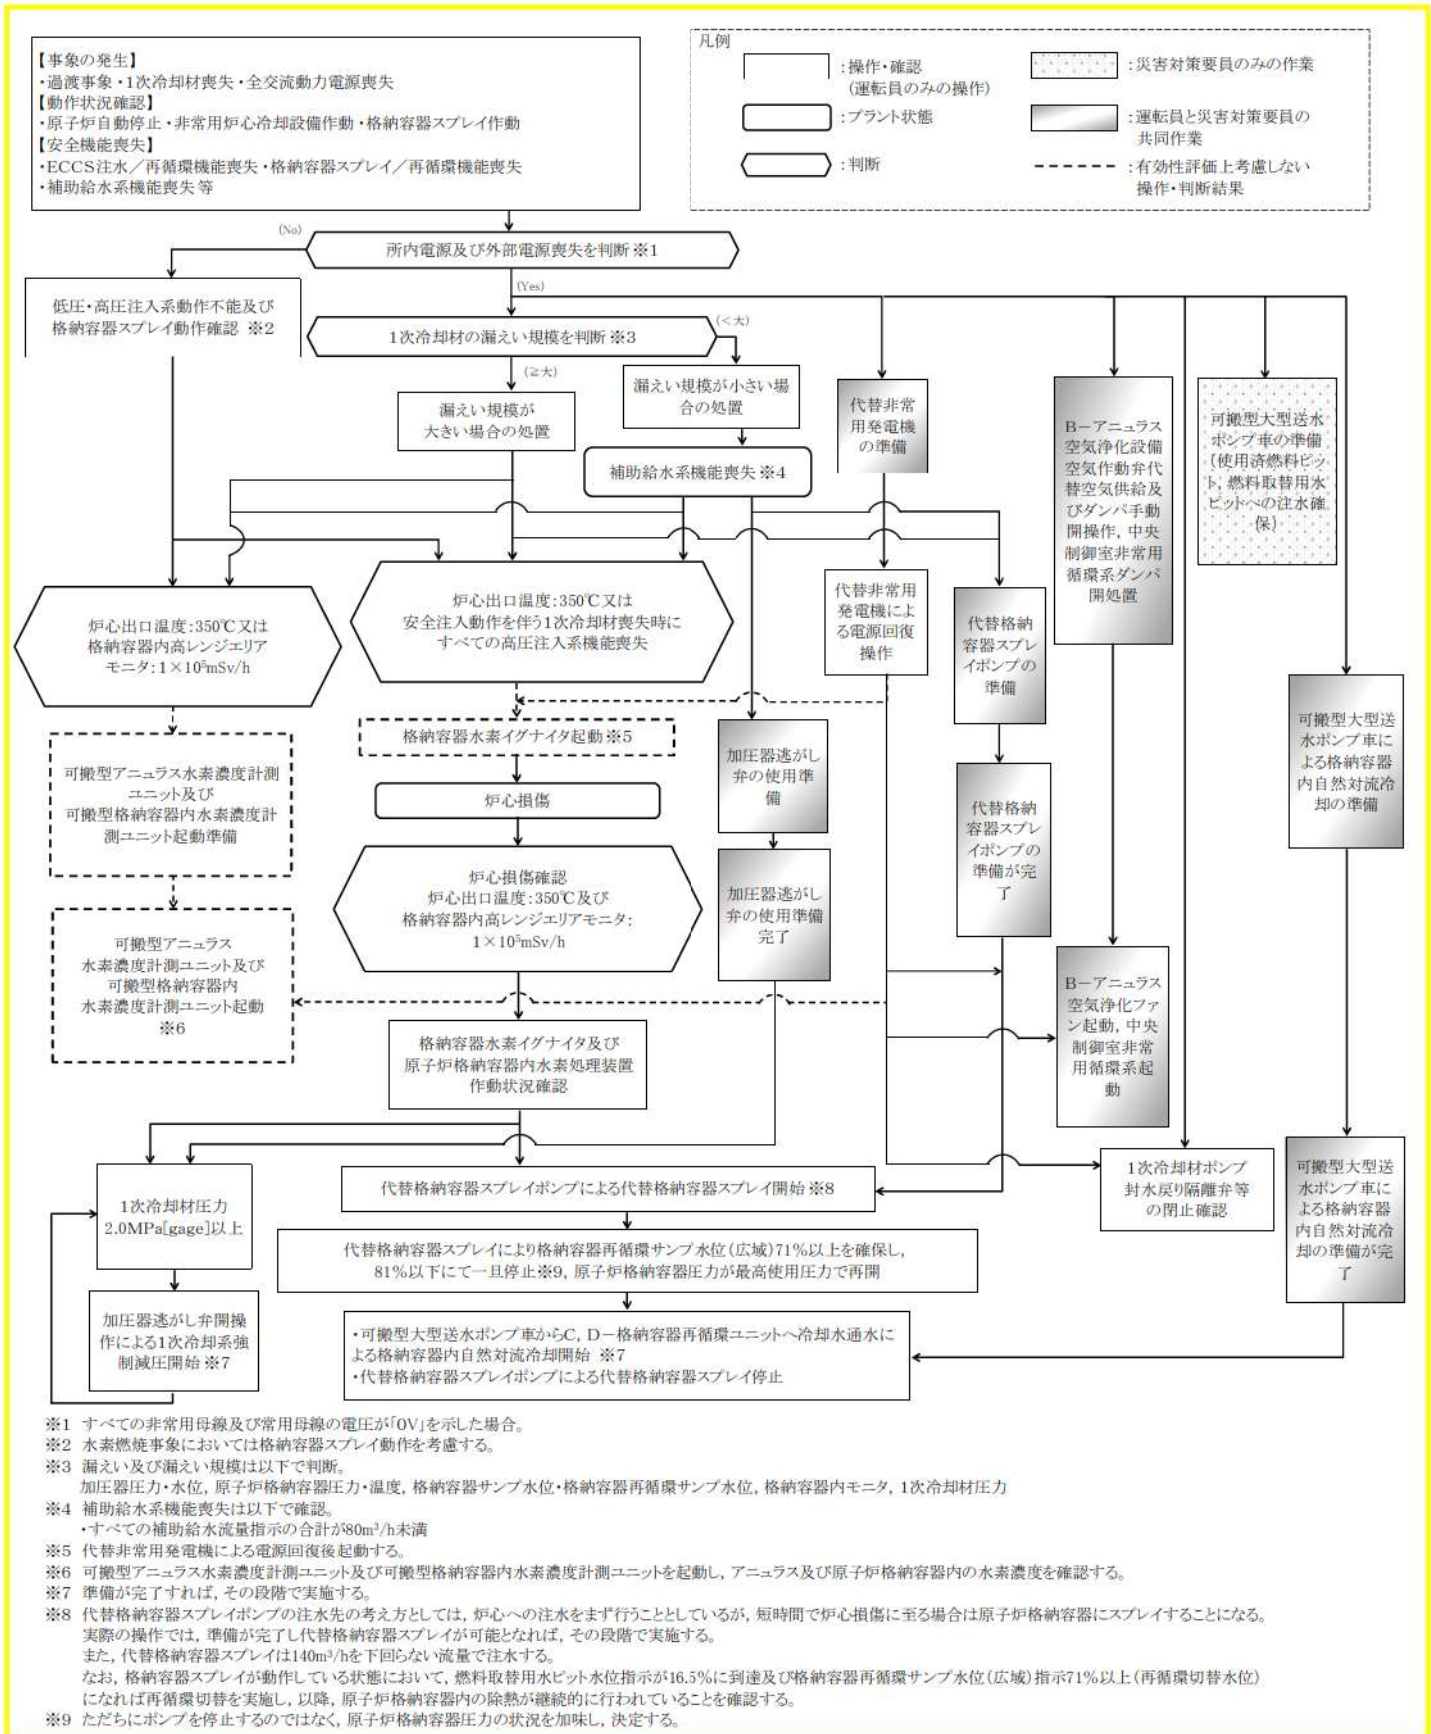 【事象の発生】
・過渡事象・1次冷却材喪失・全交流動力電源喪失
【動作状況確認】
・原子炉自動停止・非常用炉心冷却設備作動・格納容器スプレイ作動
【安全機能喪失】
・ECCS注水／再循環機能喪失・格納容器スプレイ／再循環機能喪失
・補助給水系機能喪失等
凡例
:操作・確認
(運転員のみの操作)
:プラント状態
:判断
:災害対策要員のみの作業
:運転員と災害対策要員の
共同作業
:有効性評価上考慮しない
操作・判断結果
(No)
所内電源及び外部電源喪失を判断※1
(Yes)
低圧・高圧注入系動作不能及び
格納容器スプレイ動作確認 ※2
1次冷却材の漏えい規模を判断※3
(＜大)
(≧大)
漏えい規模が
大きい場合の処置
漏えい規模が小さい場
合の処置
補助給水系機能喪失※4
代替非常
用発電機
の準備
B－アニュラス
空気浄化設備
空気作動弁代
替空気供給及
びダンパ手動
開操作, 中央
制御室非常用
循環系ダンパ
開処置
可搬型大型送水
ポンプ車の準備
(使用済燃料ピッ
ト, 燃料取替用水
ピットへの注水確
保)
炉心出口温度:350℃又は
格納容器内高レンジエリア
モニタ:1×10⁵mSv/h
炉心出口温度:350℃又は
安全注入動作を伴う1次冷却材喪失時に
すべての高圧注入系機能喪失
代替非常用
発電機によ
る電源回復
操作
代替格納
容器スプレ
イポンプの
準備
可搬型大型送
水ポンプ車に
よる格納容器
内自然対流冷
却の準備
格納容器水素イグナイタ起動※5
可搬型アニュラス水素濃度計測
ユニット及び
可搬型格納容器内水素濃度計
測ユニット起動準備
炉心損傷
加圧器逃がし
弁の使用準
備
代替格納
容器スプレ
イポンプの
準備が完
了
炉心損傷確認
炉心出口温度:350℃及び
格納容器内高レンジエリアモニタ:
1×10⁵mSv/h
加圧器逃がし
弁の使用準備
完了
可搬型アニュラス
水素濃度計測ユニット及び
可搬型格納容器内
水素濃度計測ユニット起動
※6
B－アニュラス
空気浄化ファ
ン起動, 中央
制御室非常
用循環系起
動
格納容器水素イグナイタ及び
原子炉格納容器内水素処理装置
作動状況確認
1次冷却材圧力
2.0MPa[gage]以上
代替格納容器スプレイポンプによる代替格納容器スプレイ開始※8
1次冷却材ポンプ
封水戻り隔離弁等
の閉止確認
可搬型大型送
水ポンプ車に
よる格納容器
内自然対流冷
却の準備が完
了
代替格納容器スプレイにより格納容器再循環サンプ水位(広域)71%以上を確保し,
81%以下にて一旦停止※9, 原子炉格納容器圧力が最高使用圧力で再開
加圧器逃がし弁開操
作による1次冷却系強
制減圧開始※7
・可搬型大型送水ポンプ車からC, D－格納容器再循環ユニットへ冷却水通水に
よる格納容器内自然対流冷却開始 ※7
・代替格納容器スプレイポンプによる代替格納容器スプレイ停止
※1 すべての非常用母線及び常用母線の電圧が「0V」を示した場合。
※2 水素燃焼事象においては格納容器スプレイ動作を考慮する。
※3 漏えい及び漏えい規模は以下で判断。
加圧器圧力・水位, 原子炉格納容器圧力・温度, 格納容器サンプ水位・格納容器再循環サンプ水位, 格納容器内モニタ, 1次冷却材圧力
※4 補助給水系機能喪失は以下で確認。
・すべての補助給水流量指示の合計が80m³/h未満
※5 代替非常用発電機による電源回復後起動する。
※6 可搬型アニュラス水素濃度計測ユニット及び可搬型格納容器内水素濃度計測ユニットを起動し, アニュラス及び原子炉格納容器内の水素濃度を確認する。
※7 準備が完了すれば, その段階で実施する。
※8 代替格納容器スプレイポンプの注水先の考え方としては, 炉心への注水をまず行うこととしているが, 短時間で炉心損傷に至る場合は原子炉格納容器にスプレイすることになる。
実際の操作では, 準備が完了し代替格納容器スプレイが可能となれば, その段階で実施する。
また, 代替格納容器スプレイは140m³/hを下回らない流量で注水する。
なお, 格納容器スプレイが動作している状態において, 燃料取替用水ピット水位指示が16.5%に到達及び格納容器再循環サンプ水位(広域)指示71%以上(再循環切替水位)
になれば再循環切替を実施し, 以降, 原子炉格納容器内の除熱が継続的に行われていることを確認する。
※9 ただちにポンプを停止するのではなく, 原子炉格納容器圧力の状況を加味し, 決定する。